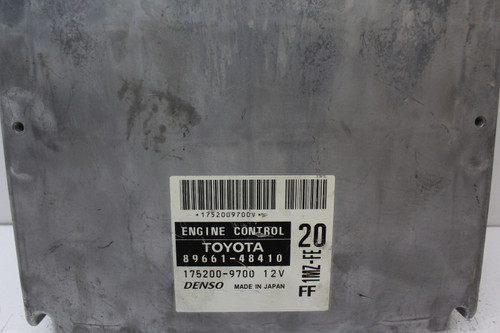 *1752009700V*
ENGINE CONTROL
TOYOTA
89661-48410
175200-9700 12V
DENSO MADE IN JAPAN
20
1MZ-FE
FF